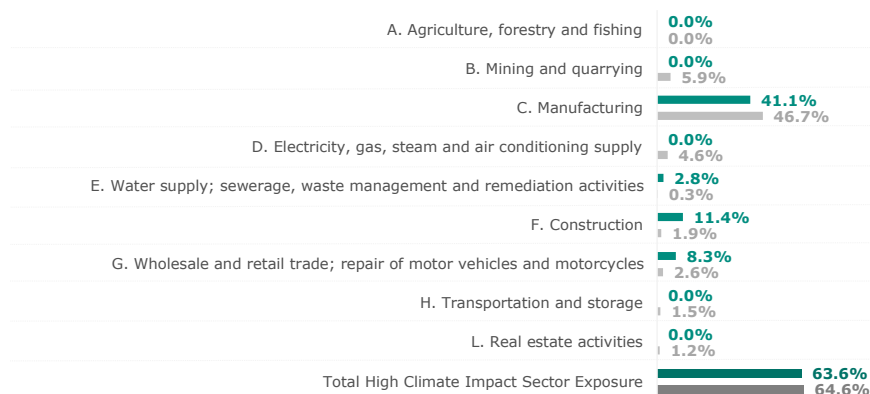 A. Agriculture, forestry and fishing
0.0%
0.0%
B. Mining and quarrying
0.0%
5.9%
C. Manufacturing
41.1%
46.7%
D. Electricity, gas, steam and air conditioning supply
0.0%
4.6%
E. Water supply; sewerage, waste management and remediation activities
2.8%
0.3%
F. Construction
11.4%
1.9%
G. Wholesale and retail trade; repair of motor vehicles and motorcycles
8.3%
2.6%
H. Transportation and storage
0.0%
1.5%
L. Real estate activities
0.0%
1.2%
Total High Climate Impact Sector Exposure
63.6%
64.6%